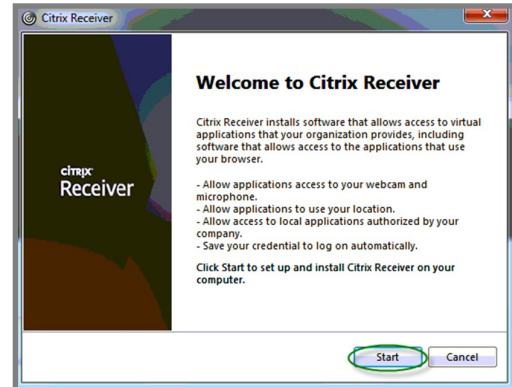 Citrix Receiver
Welcome to Citrix Receiver
Citrix Receiver installs software that allows access to virtual
applications that your organization provides, including
software that allows access to the applications that use
your browser.
CİTRIX
Receiver
- Allow applications access to your webcam and
microphone.
- Allow applications to use your location.
- Allow access to local applications authorized by your
company.
- Save your credential to log on automatically.
Click Start to set up and install Citrix Receiver on your
computer.
Start
Cancel